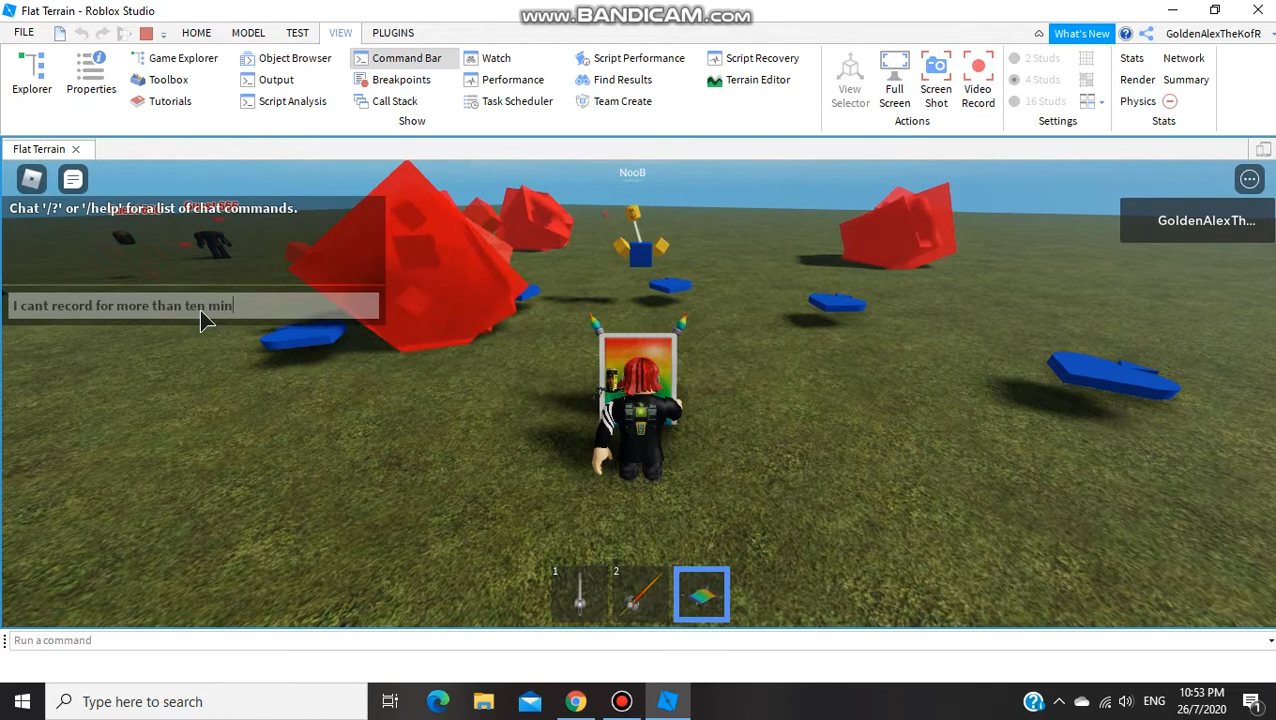 Flat Terrain - Roblox Studio
www.BANDICAM.com
FILE HOME MODEL TEST VIEW PLUGINS What's New GoldenAlexTheKofR
Explorer Properties Game Explorer Object Browser Command Bar Watch Script Performance Script Recovery View Selector Full Screen Screen Shot Video Record 2 Studs Stats Network
Toolbox Output Breakpoints Performance Find Results Terrain Editor 4 Studs Render Summary
Tutorials Script Analysis Call Stack Task Scheduler Team Create 16 Studs Physics
Show Actions Settings Stats
Flat Terrain
NooB
Chat '/?' or '/help' for a list of chat commands.
GoldenAlexTh...
I cant record for more than ten min
1 2
Run a command
Type here to search
ENG
10:53 PM
26/7/2020
1